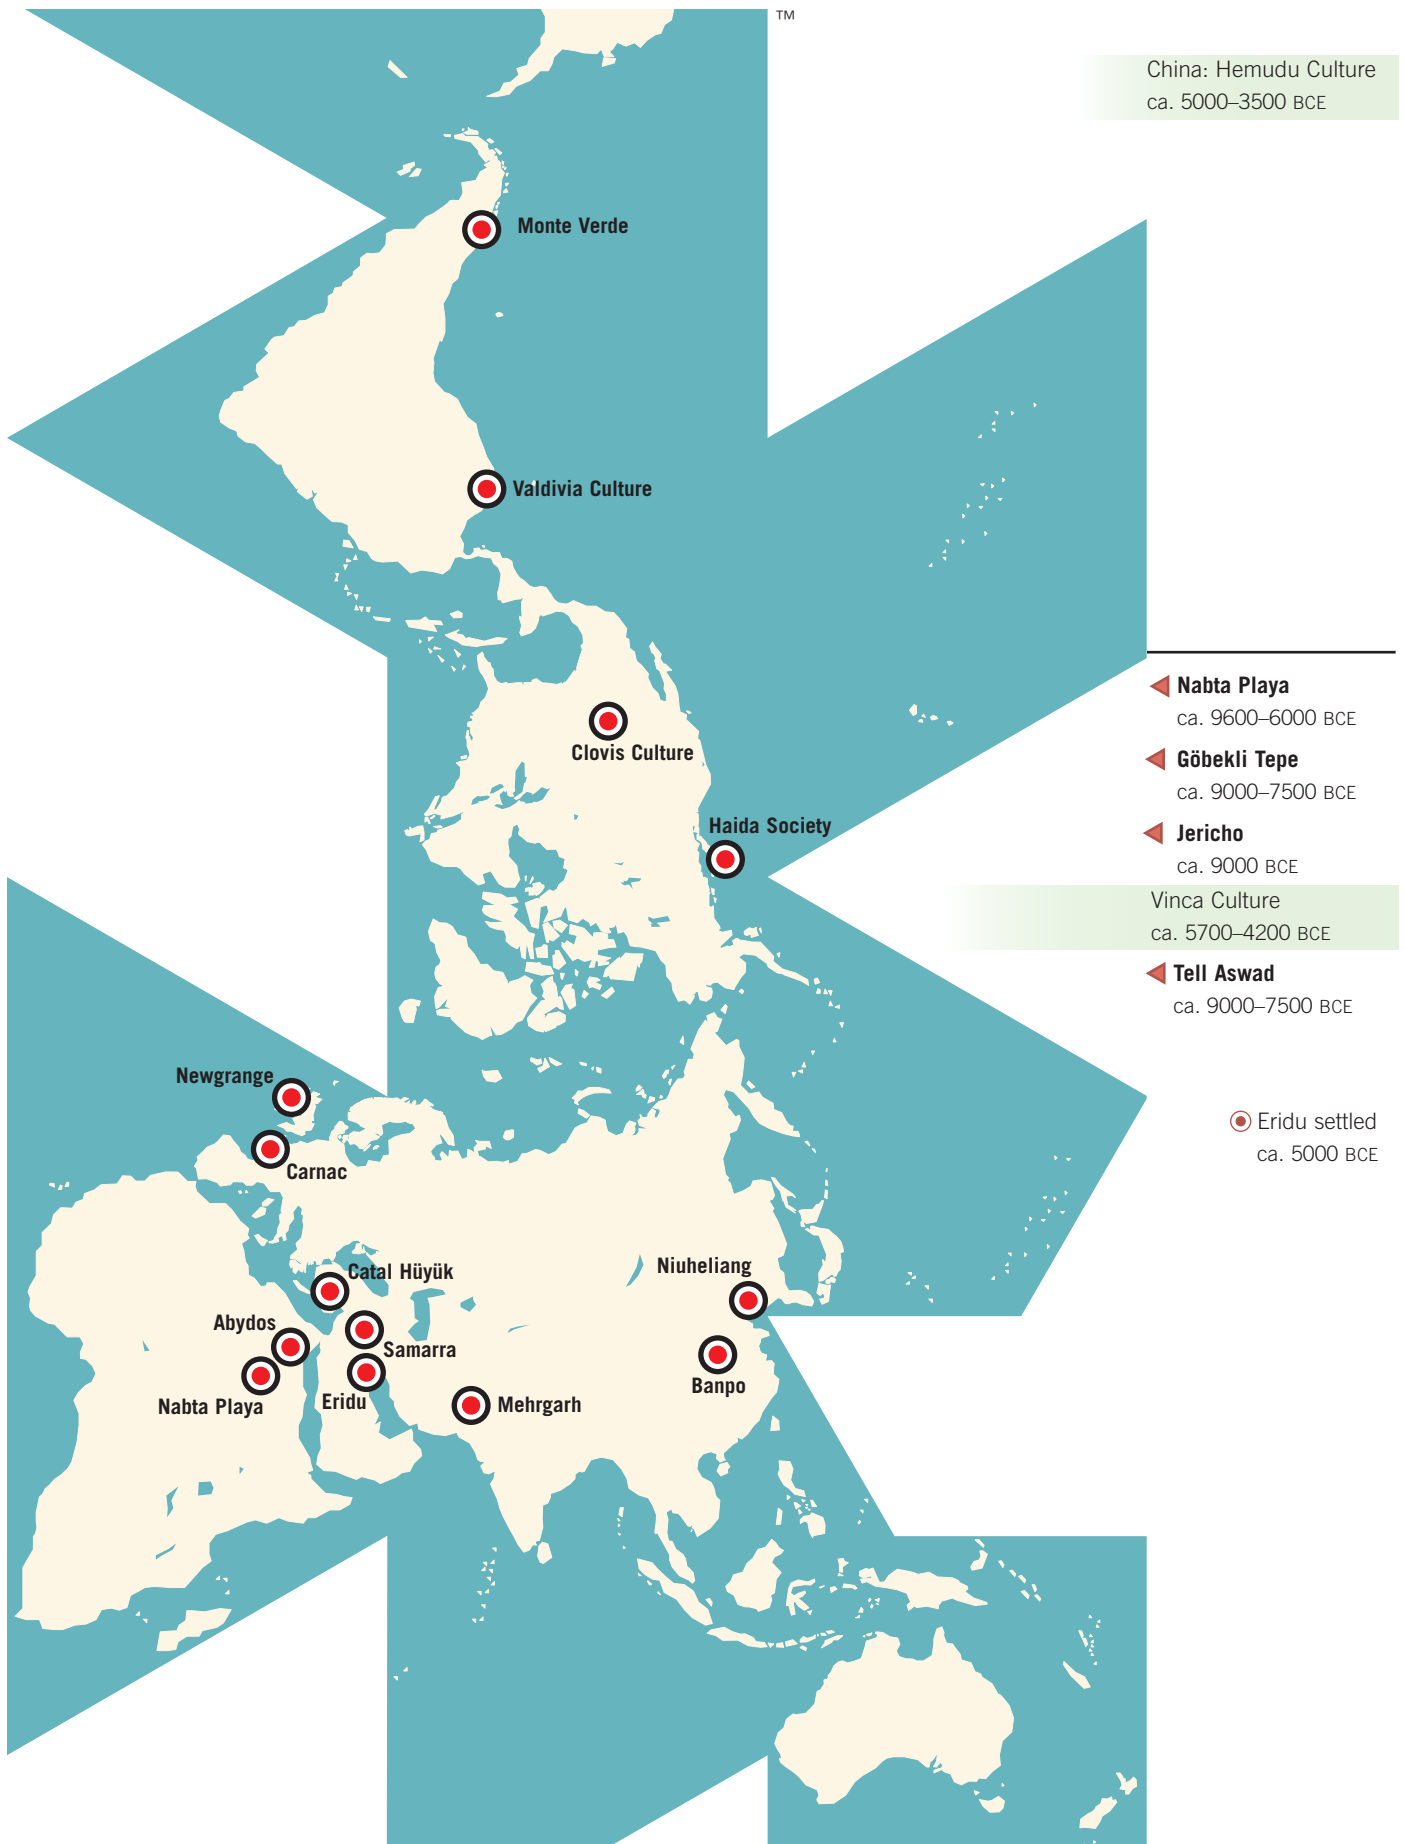 TM
China: Hemudu Culture
ca. 5000–3500 BCE
Monte Verde
Valdivia Culture
Clovis Culture
Haida Society
Nabta Playa
ca. 9600–6000 BCE
Göbekli Tepe
ca. 9000–7500 BCE
Jericho
ca. 9000 BCE
Vinca Culture
ca. 5700–4200 BCE
Tell Aswad
ca. 9000–7500 BCE
Eridu settled
ca. 5000 BCE
Newgrange
Carnac
Catal Hüyük
Abydos
Samarra
Nabta Playa
Eridu
Mehrgarh
Niuheliang
Banpo